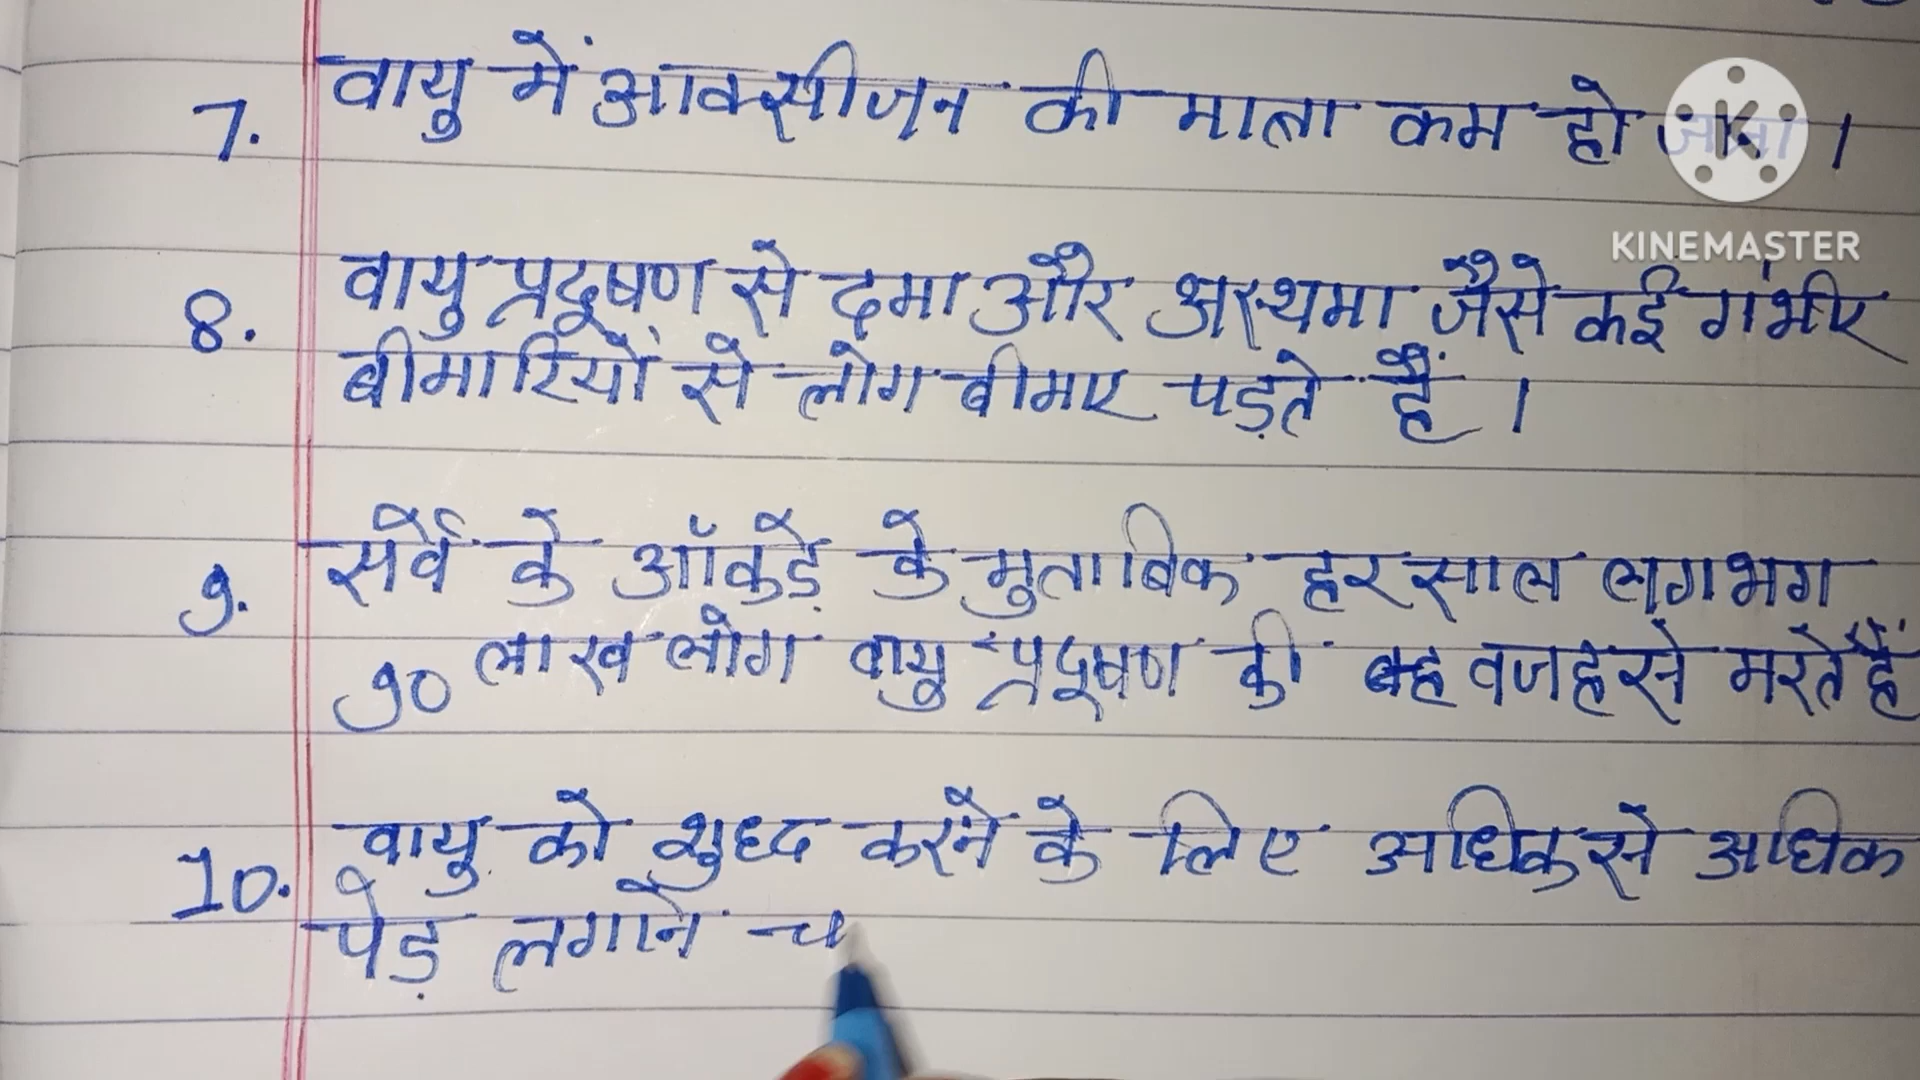 7. वायु में आक्सीजन की मात्रा कम हो जाना ।
KINEMASTER
8. वायु प्रदूषण से दमा और अस्थमा जैसे कई गंभीर
बीमारियों से लोग बीमार पड़ते हैं ।
9. सर्वे के ऑकड़े के मुताबिक हर साल लगभग
90 लाख लोग वायु प्रदूषण की वजह से मरते हैं
10. वायु को शुध्द करने के लिए अधिक से अधिक
पेड़ लगाने